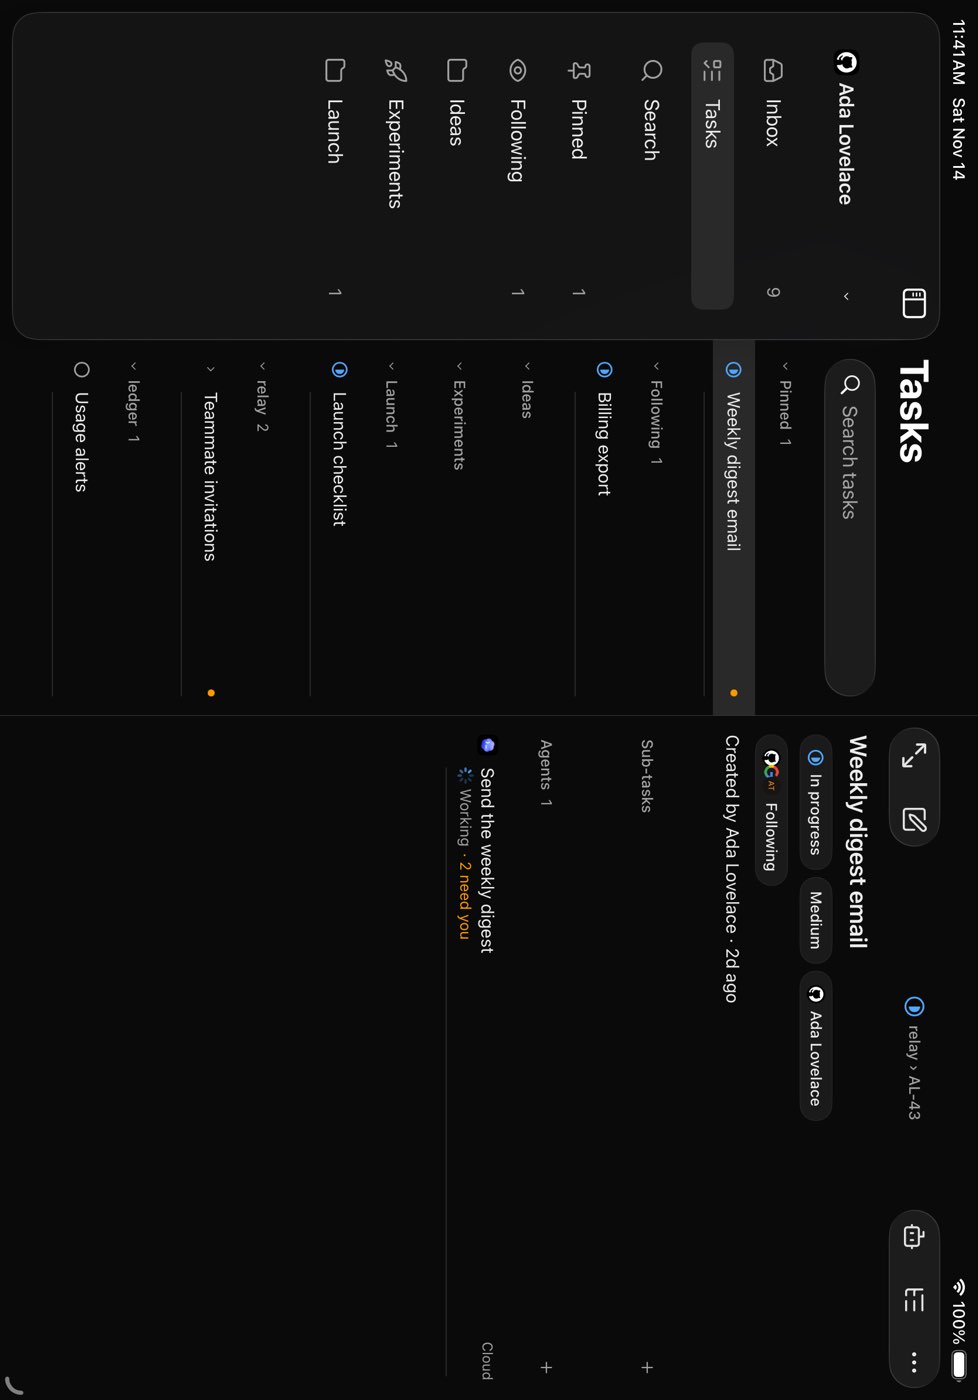 11:41 AM Sat Nov 14
100%
Ada Lovelace
Inbox 9
Tasks
Search
Pinned 1
Following 1
Ideas
Experiments
Launch 1
Tasks
Search tasks
Pinned 1
Weekly digest email
Following 1
Billing export
Ideas
Experiments
Launch 1
Launch checklist
relay 2
Teammate invitations
ledger 1
Usage alerts
relay › AL-43
Weekly digest email
In progress Medium Ada Lovelace
AT Following
Created by Ada Lovelace · 2d ago
Sub-tasks
Agents 1
Send the weekly digest Cloud
Working · 2 need you